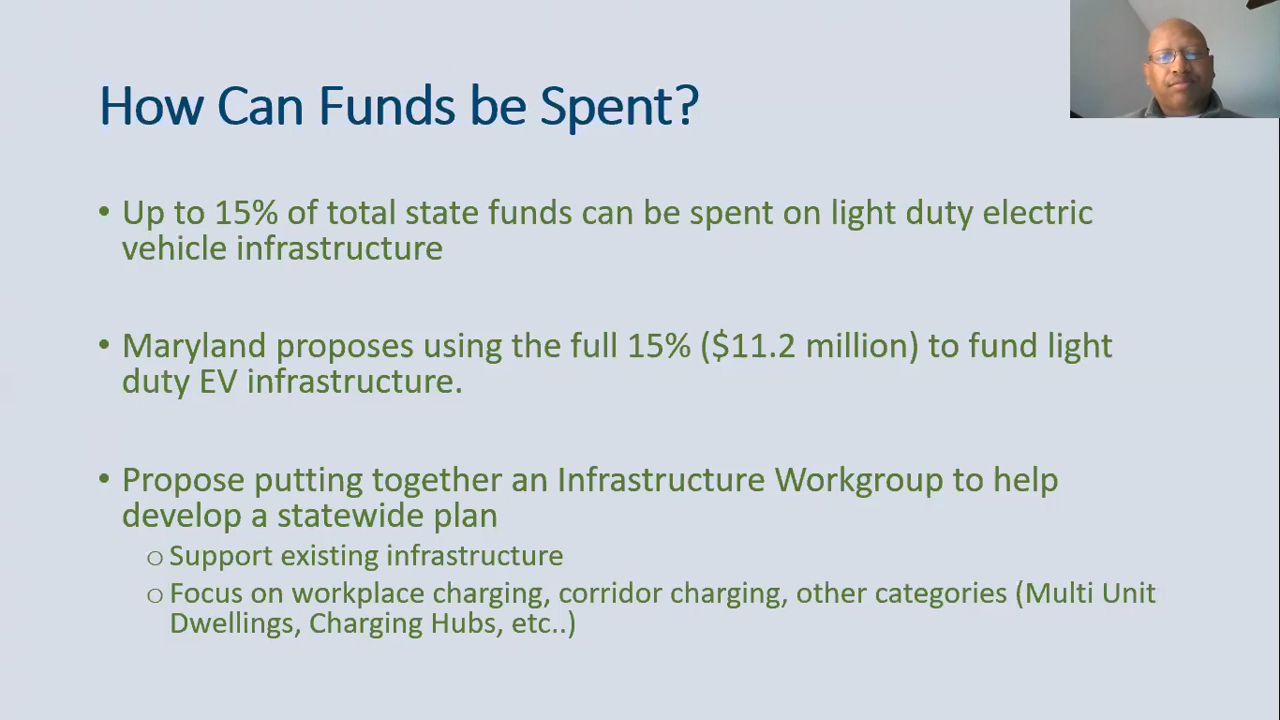 How Can Funds be Spent?
• Up to 15% of total state funds can be spent on light duty electric
vehicle infrastructure
• Maryland proposes using the full 15% ($11.2 million) to fund light
duty EV infrastructure.
• Propose putting together an Infrastructure Workgroup to help
develop a statewide plan
o Support existing infrastructure
o Focus on workplace charging, corridor charging, other categories (Multi Unit
Dwellings, Charging Hubs, etc..)